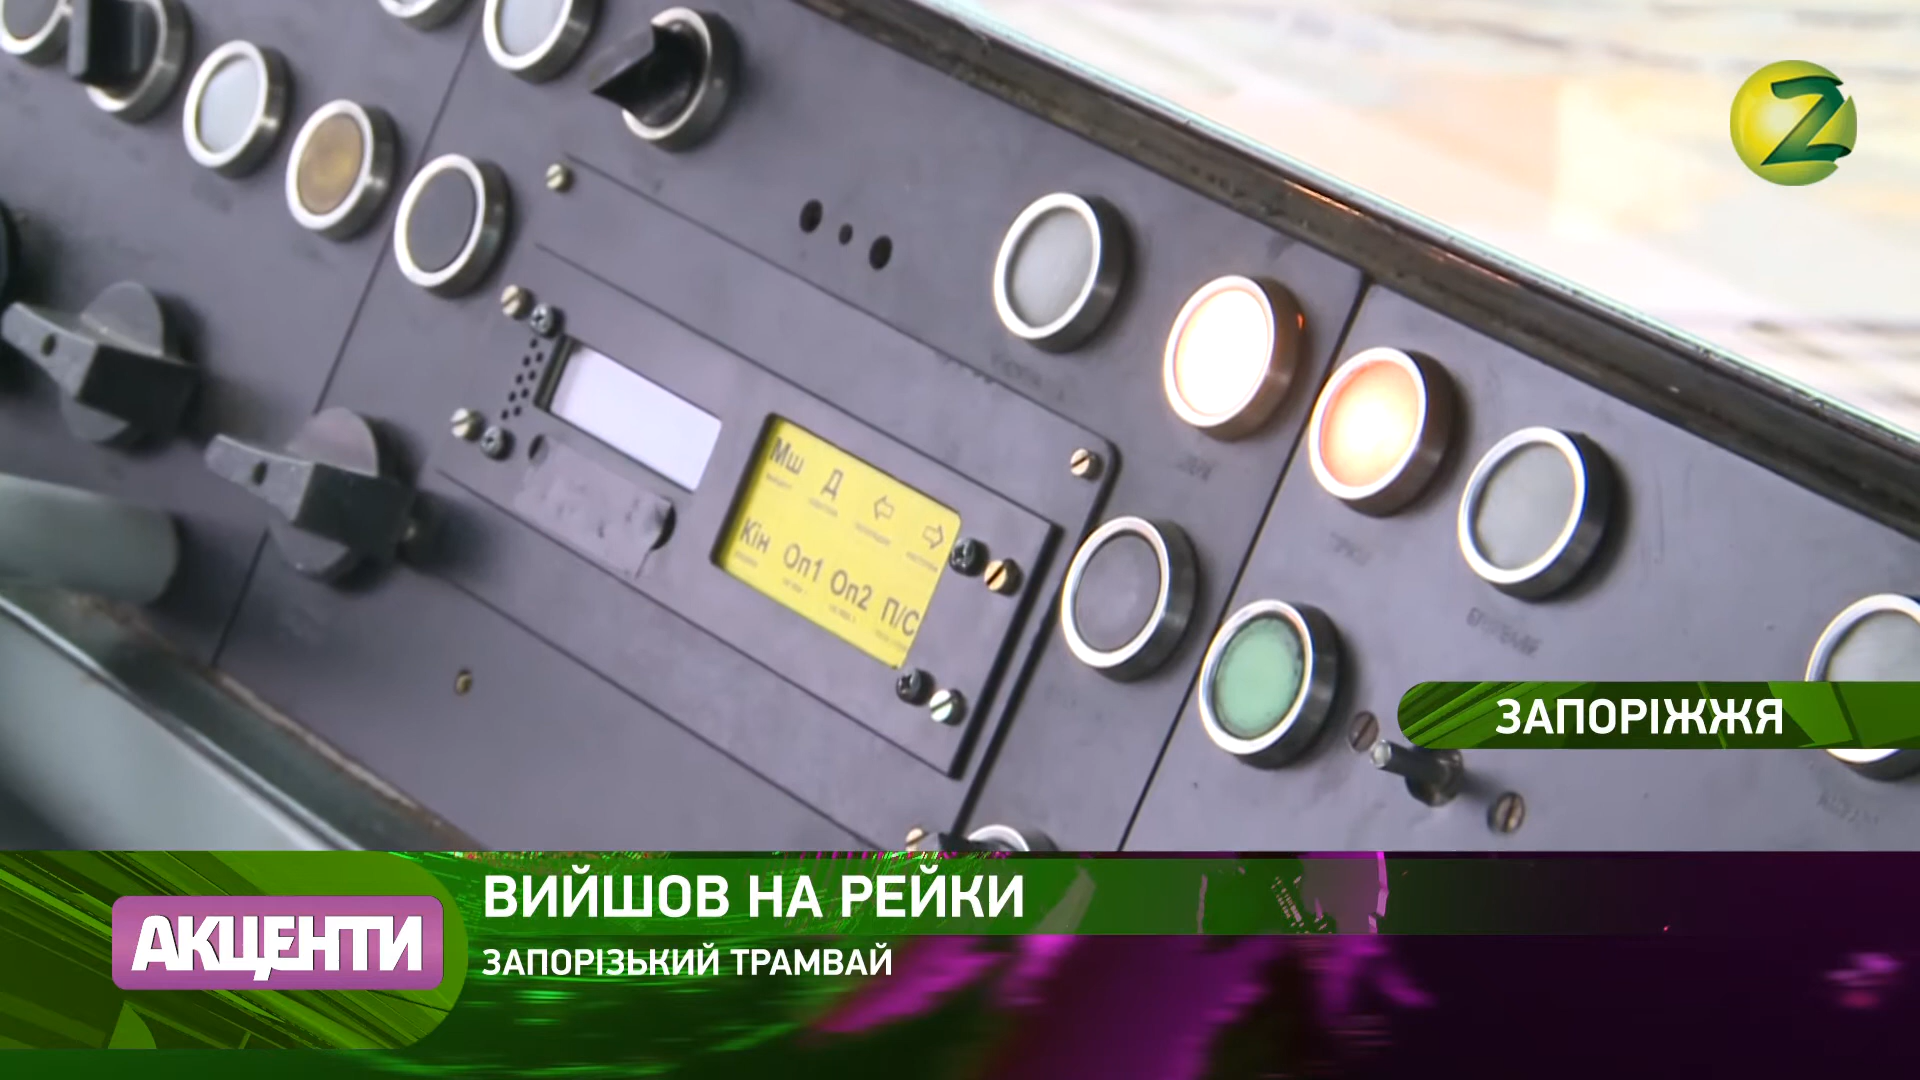 Z
Мш Д
Кін Оп1 Оп2 П/С
ЗАПОРІЖЖЯ
АКЦЕНТИ
ВИЙШОВ НА РЕЙКИ
ЗАПОРІЗЬКИЙ ТРАМВАЙ